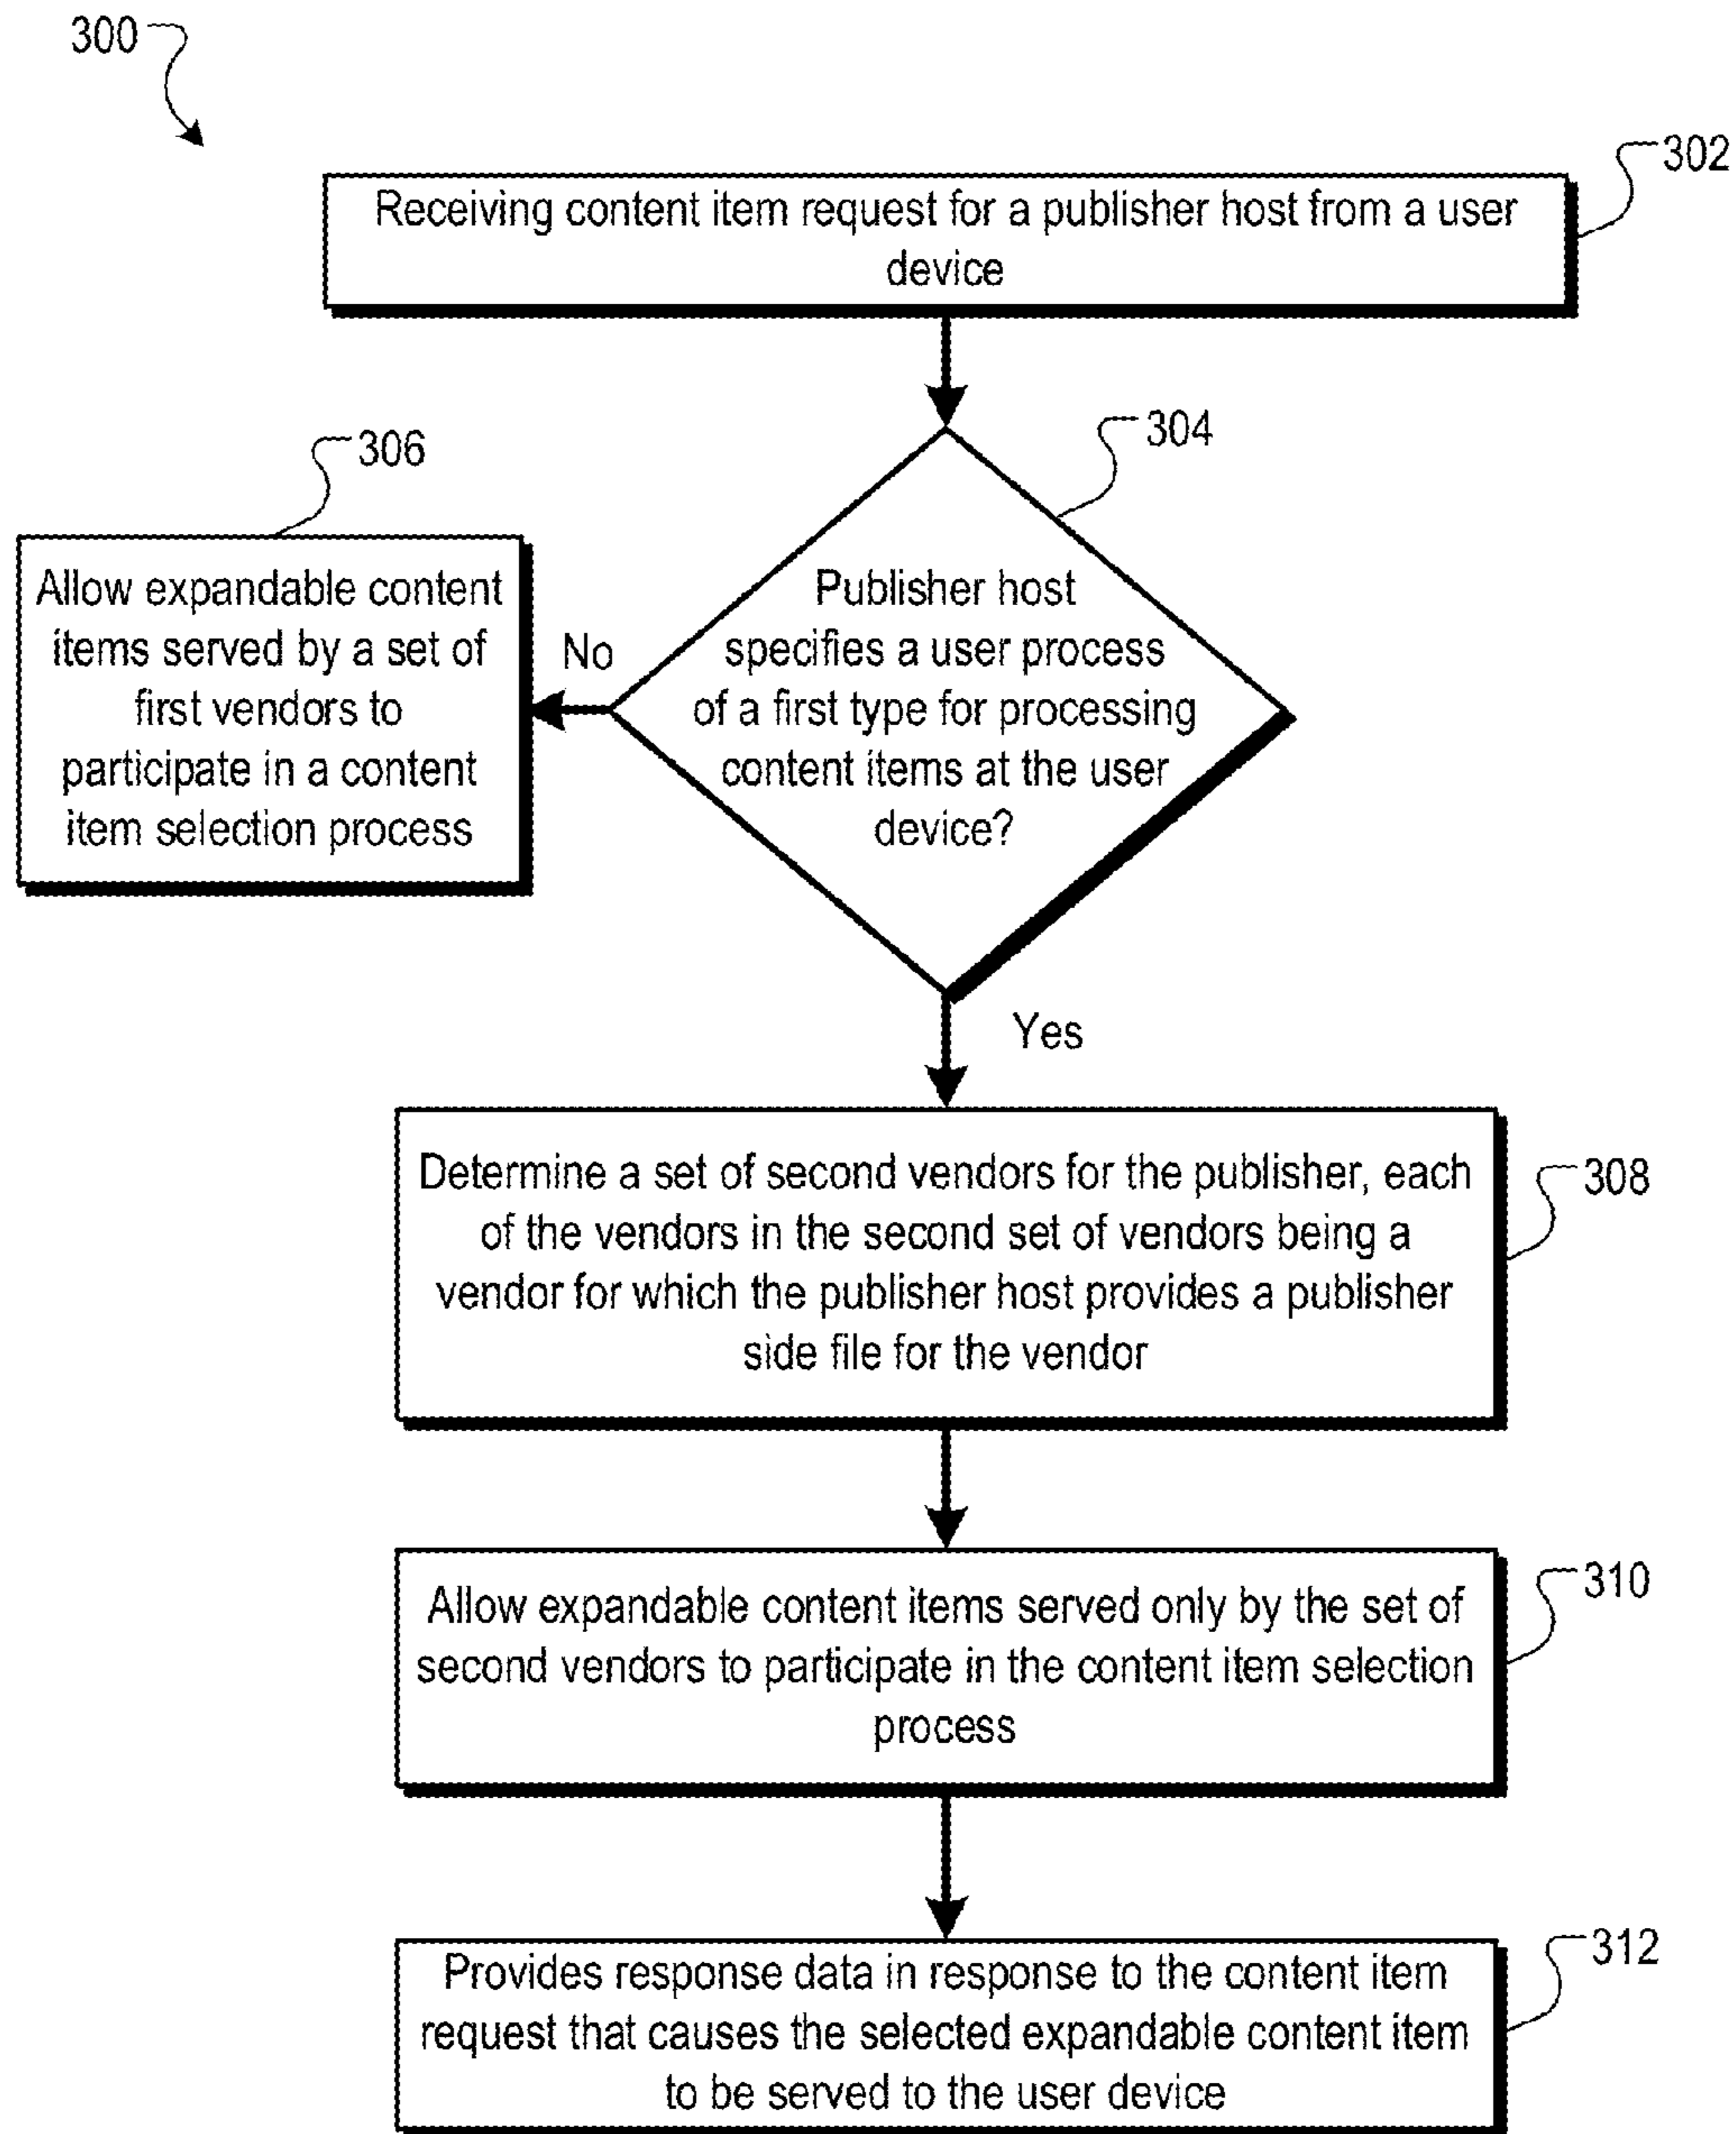 300
302
Receiving content item request for a publisher host from a user
device
304
306
Publisher host
specifies a user process
of a first type for processing
content items at the user
device?
No
Allow expandable content
items served by a set of
first vendors to
participate in a content
item selection process
Yes
308
Determine a set of second vendors for the publisher, each
of the vendors in the second set of vendors being a
vendor for which the publisher host provides a publisher
side file for the vendor
310
Allow expandable content items served only by the set of
second vendors to participate in the content item selection
process
312
Provides response data in response to the content item
request that causes the selected expandable content item
to be served to the user device